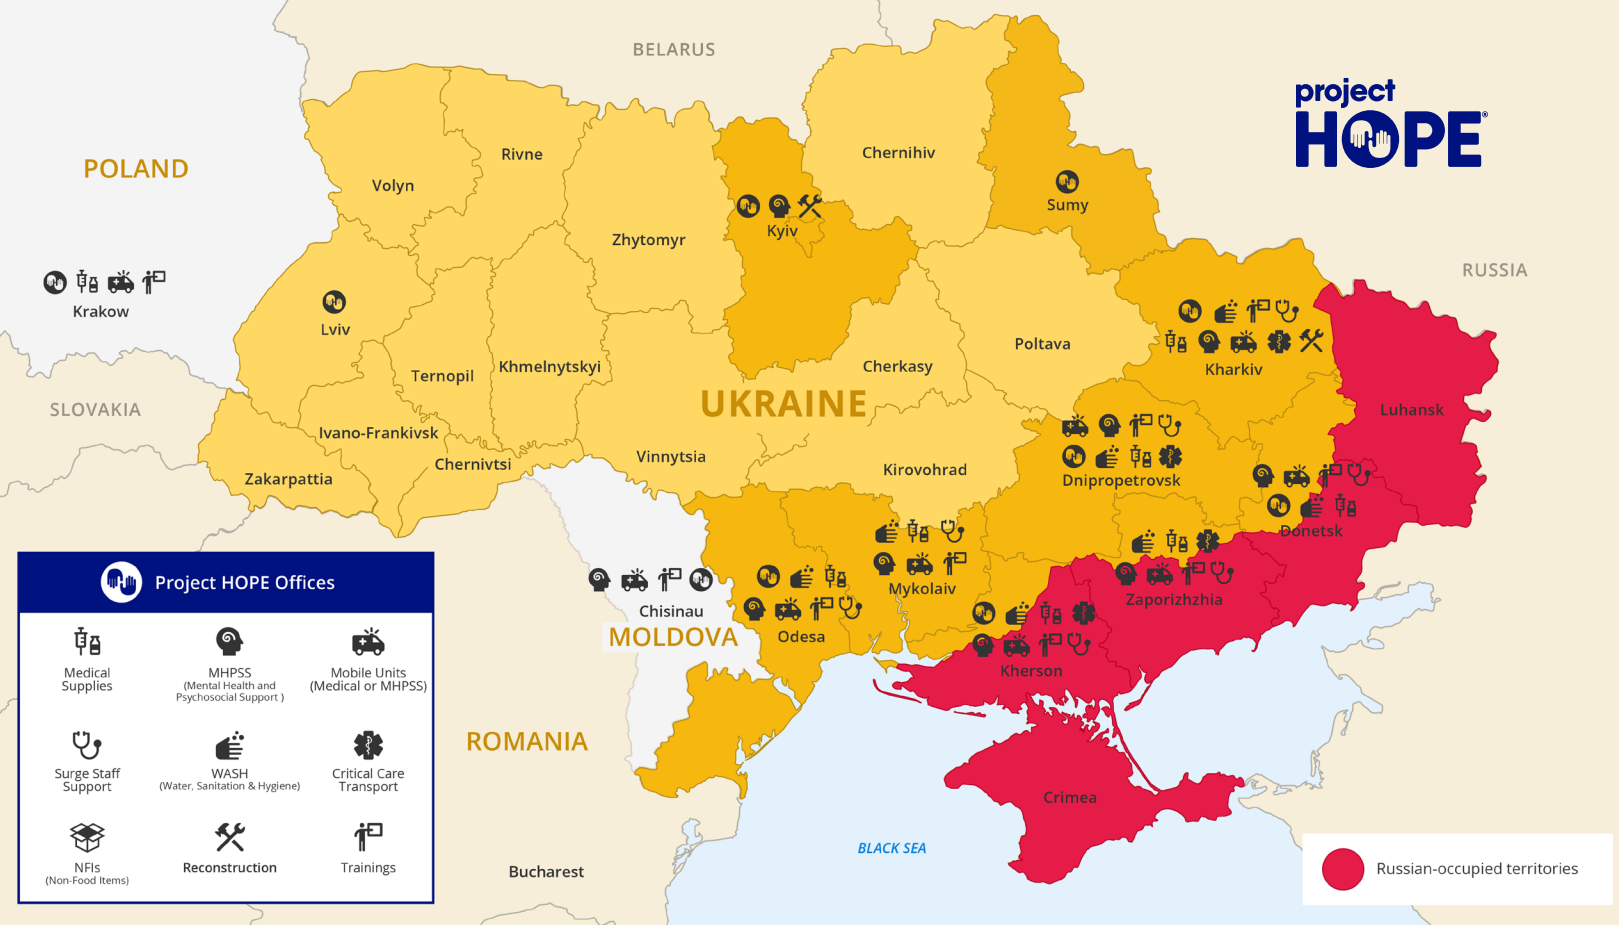 BELARUS
project
HOPE®
POLAND
Volyn
Rivne
Chernihiv
Sumy
Zhytomyr
Kyiv
RUSSIA
Krakow
Lviv
Ternopil
Khmelnytskyi
Cherkasy
Poltava
Kharkiv
SLOVAKIA
UKRAINE
Luhansk
Ivano-Frankivsk
Chernivtsi
Vinnytsia
Kirovohrad
Dnipropetrovsk
Zakarpattia
Donetsk
Mykolaiv
Zaporizhzhia
Chisinau
MOLDOVA
Odesa
Kherson
ROMANIA
Crimea
BLACK SEA
Bucharest
Project HOPE Offices
Medical
Supplies
MHPSS
(Mental Health and
Psychosocial Support )
Mobile Units
(Medical or MHPSS)
Surge Staff
Support
WASH
(Water, Sanitation & Hygiene)
Critical Care
Transport
NFIs
(Non-Food Items)
Reconstruction
Trainings
Russian-occupied territories